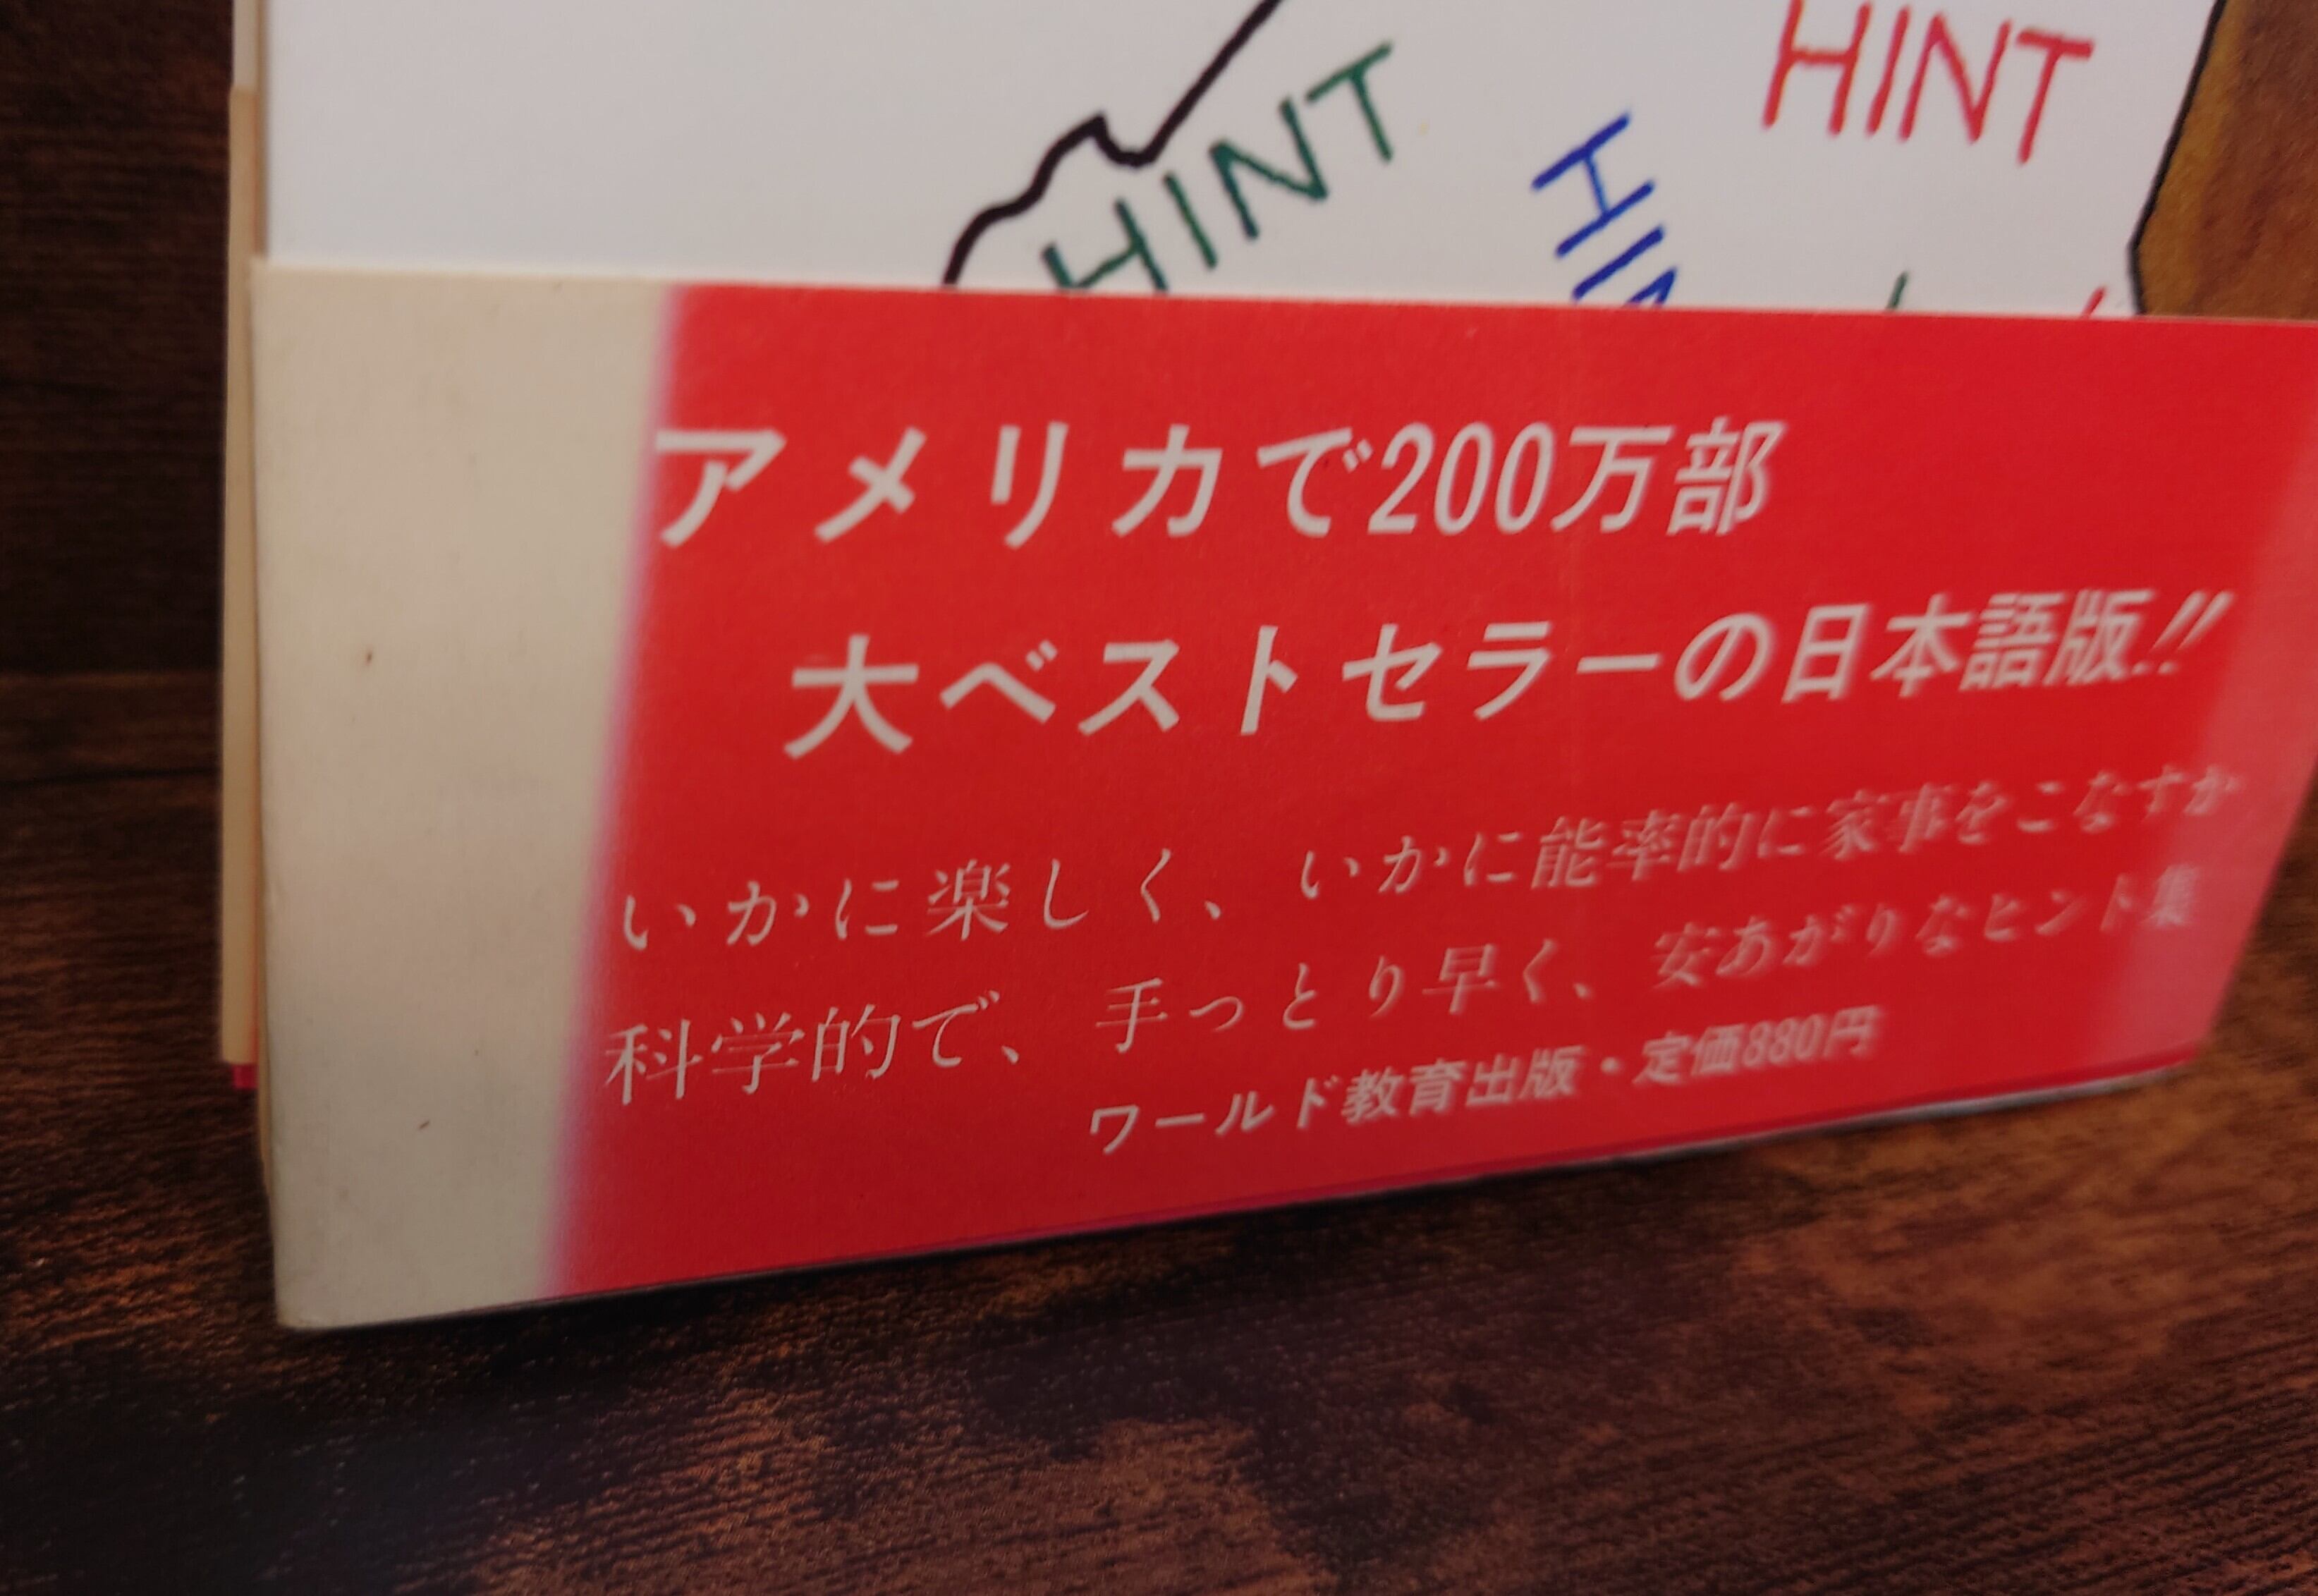 HINT
HINT
HIN
アメリカで200万部
大ベストセラーの日本語版!!
いかに楽しく、いかに能率的に家事をこなすか
科学的で、手っとり早く、安あがりなヒント集
ワールド教育出版・定価880円